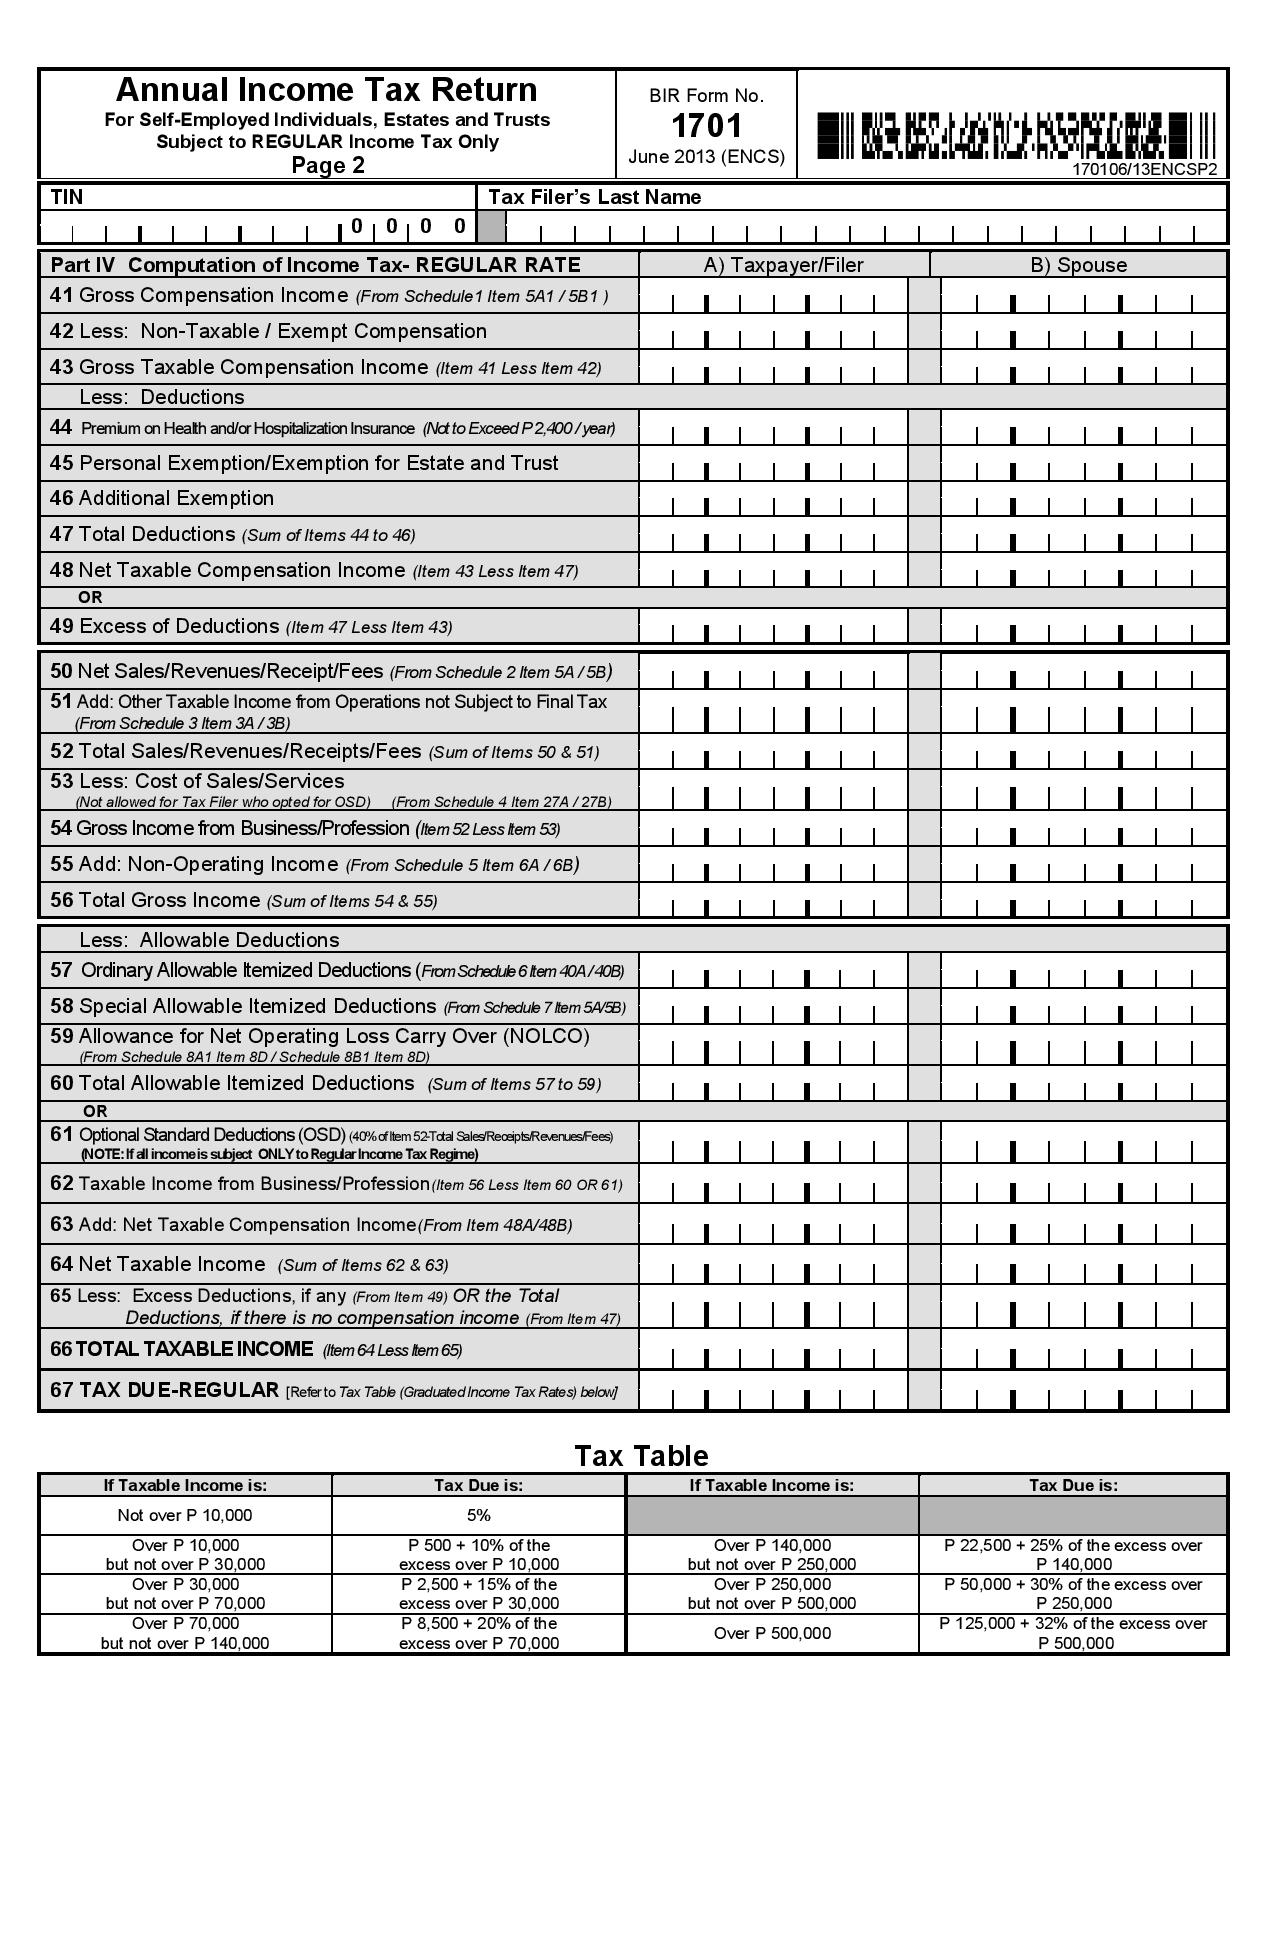 Annual Income Tax Return
For Self-Employed Individuals, Estates and Trusts
Subject to REGULAR Income Tax Only
Page 2
BIR Form No.
1701
June 2013 (ENCS)
170106/13ENCSP2
TIN
Tax Filer's Last Name
0 0 0 0
Part IV Computation of Income Tax- REGULAR RATE
A) Taxpayer/Filer
B) Spouse
41 Gross Compensation Income (From Schedule1 Item 5A1 / 5B1 )
42 Less: Non-Taxable / Exempt Compensation
43 Gross Taxable Compensation Income (Item 41 Less Item 42)
Less: Deductions
44 Premium on Health and/or Hospitalization Insurance (Not to Exceed P 2,400 / year)
45 Personal Exemption/Exemption for Estate and Trust
46 Additional Exemption
47 Total Deductions (Sum of Items 44 to 46)
48 Net Taxable Compensation Income (Item 43 Less Item 47)
OR
49 Excess of Deductions (Item 47 Less Item 43)
50 Net Sales/Revenues/Receipt/Fees (From Schedule 2 Item 5A / 5B)
51 Add: Other Taxable Income from Operations not Subject to Final Tax
(From Schedule 3 Item 3A / 3B)
52 Total Sales/Revenues/Receipts/Fees (Sum of Items 50 & 51)
53 Less: Cost of Sales/Services
(Not allowed for Tax Filer who opted for OSD) (From Schedule 4 Item 27A / 27B)
54 Gross Income from Business/Profession (Item 52 Less Item 53)
55 Add: Non-Operating Income (From Schedule 5 Item 6A / 6B)
56 Total Gross Income (Sum of Items 54 & 55)
Less: Allowable Deductions
57 Ordinary Allowable Itemized Deductions (From Schedule 6 Item 40A / 40B)
58 Special Allowable Itemized Deductions (From Schedule 7 Item 5A/5B)
59 Allowance for Net Operating Loss Carry Over (NOLCO)
(From Schedule 8A1 Item 8D / Schedule 8B1 Item 8D)
60 Total Allowable Itemized Deductions (Sum of Items 57 to 59)
OR
61 Optional Standard Deductions (OSD) (40% of Item 52-Total Sales/Receipts/Revenues/Fees)
(NOTE: If all income is subject ONLY to Regular Income Tax Regime)
62 Taxable Income from Business/Profession (Item 56 Less Item 60 OR 61)
63 Add: Net Taxable Compensation Income (From Item 48A/48B)
64 Net Taxable Income (Sum of Items 62 & 63)
65 Less: Excess Deductions, if any (From Item 49) OR the Total
Deductions, if there is no compensation income (From Item 47)
66 TOTAL TAXABLE INCOME (Item 64 Less Item 65)
67 TAX DUE-REGULAR [Refer to Tax Table (Graduated Income Tax Rates) below]
Tax Table
If Taxable Income is:
Tax Due is:
If Taxable Income is:
Tax Due is:
Not over P 10,000
5%
Over P 10,000
but not over P 30,000
P 500 + 10% of the
excess over P 10,000
Over P 140,000
but not over P 250,000
P 22,500 + 25% of the excess over
P 140,000
Over P 30,000
but not over P 70,000
P 2,500 + 15% of the
excess over P 30,000
Over P 250,000
but not over P 500,000
P 50,000 + 30% of the excess over
P 250,000
Over P 70,000
but not over P 140,000
P 8,500 + 20% of the
excess over P 70,000
Over P 500,000
P 125,000 + 32% of the excess over
P 500,000